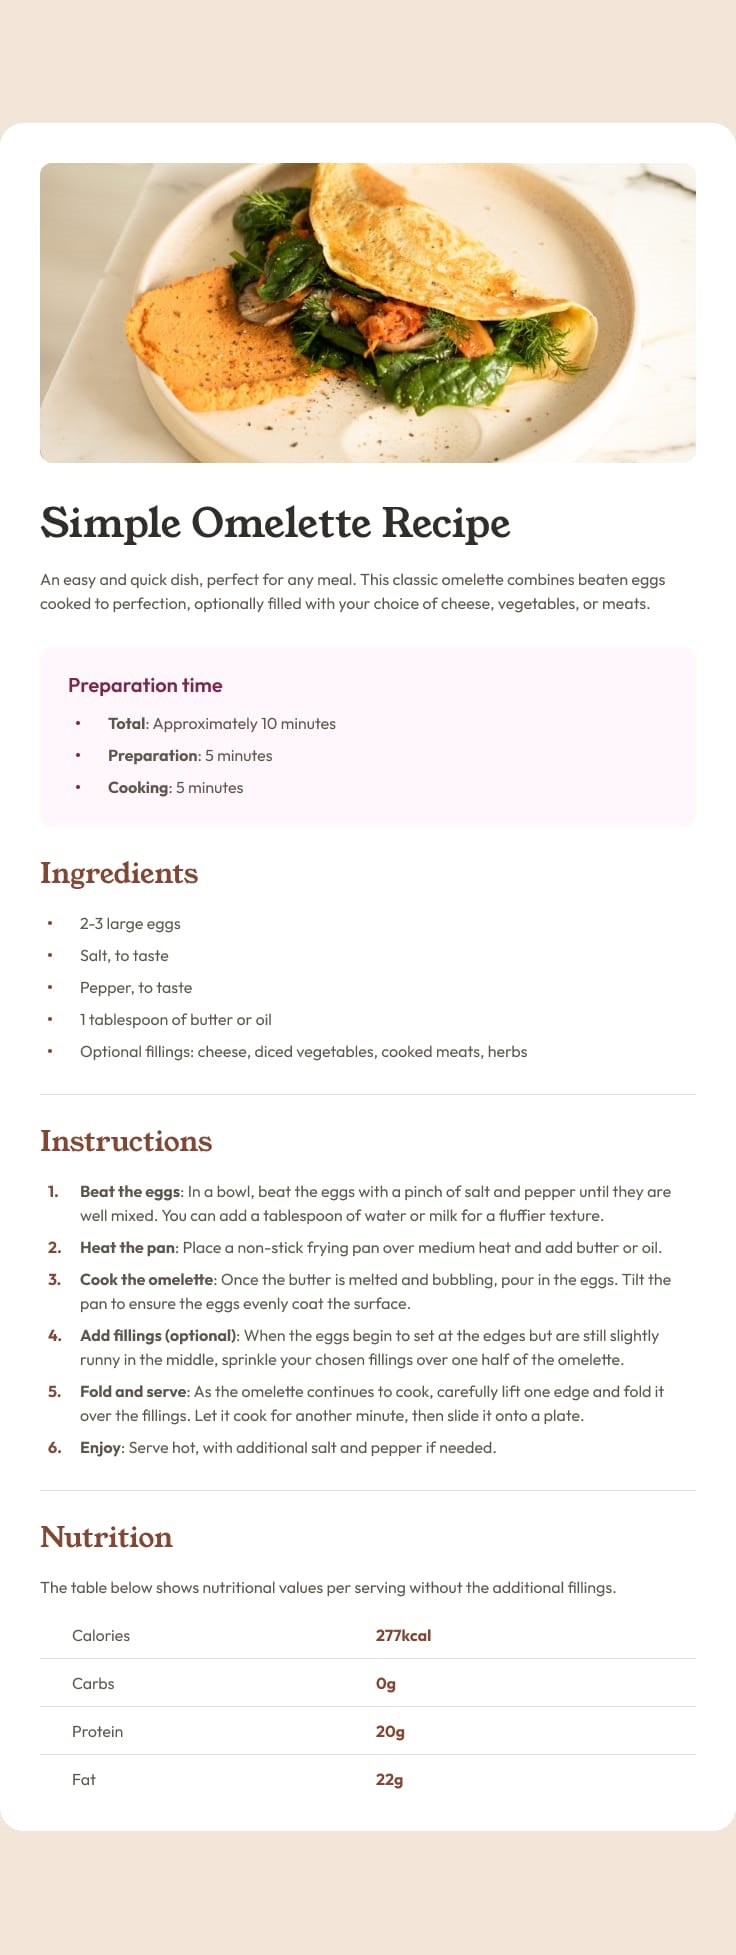 Simple Omelette Recipe
An easy and quick dish, perfect for any meal. This classic omelette combines beaten eggs
cooked to perfection, optionally filled with your choice of cheese, vegetables, or meats.
Preparation time
• Total: Approximately 10 minutes
• Preparation: 5 minutes
• Cooking: 5 minutes
Ingredients
• 2-3 large eggs
• Salt, to taste
• Pepper, to taste
• 1 tablespoon of butter or oil
• Optional fillings: cheese, diced vegetables, cooked meats, herbs
Instructions
1. Beat the eggs: In a bowl, beat the eggs with a pinch of salt and pepper until they are
well mixed. You can add a tablespoon of water or milk for a fluffier texture.
2. Heat the pan: Place a non-stick frying pan over medium heat and add butter or oil.
3. Cook the omelette: Once the butter is melted and bubbling, pour in the eggs. Tilt the
pan to ensure the eggs evenly coat the surface.
4. Add fillings (optional): When the eggs begin to set at the edges but are still slightly
runny in the middle, sprinkle your chosen fillings over one half of the omelette.
5. Fold and serve: As the omelette continues to cook, carefully lift one edge and fold it
over the fillings. Let it cook for another minute, then slide it onto a plate.
6. Enjoy: Serve hot, with additional salt and pepper if needed.
Nutrition
The table below shows nutritional values per serving without the additional fillings.
Calories 277kcal
Carbs 0g
Protein 20g
Fat 22g